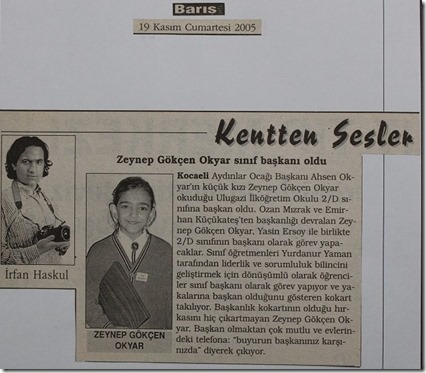 Barış
19 Kasım Cumartesi 2005
Kentten Sesler
Zeynep Gökçen Okyar sınıf başkanı oldu
Kocaeli Aydınlar Ocağı Başkanı Ahsen Ok-
yar'ın küçük kızı Zeynep Gökçen Okyar
okuduğu Ulugazi İlköğretim Okulu 2/D sı-
nıfına başkan oldu. Ozan Mızrak ve Emir-
han Küçükateş'ten başkanlığı devralan Zey-
nep Gökçen Okyar, Yasin Ersoy ile birlikte
2/D sınıfının başkanı olarak görev yapa-
caklar. Sınıf öğretmenleri Yurdanur Yaman
tarafından liderlik ve sorumluluk bilincini
geliştirmek için dönüşümlü olarak öğrenci-
ler sınıf başkanı olarak görev yapıyor ve ya-
kalarına başkan olduğunu gösteren kokart
takılıyor. Başkanlık kokartının olduğu hır-
kasını hiç çıkartmayan Zeynep Gökçen Ok-
yar. Başkan olmaktan çok mutlu ve evlerin-
deki telefona: "buyurun başkanınız karşı-
nızda" diyerek çıkıyor.
İrfan Haskul
ZEYNEP GÖKÇEN
OKYAR